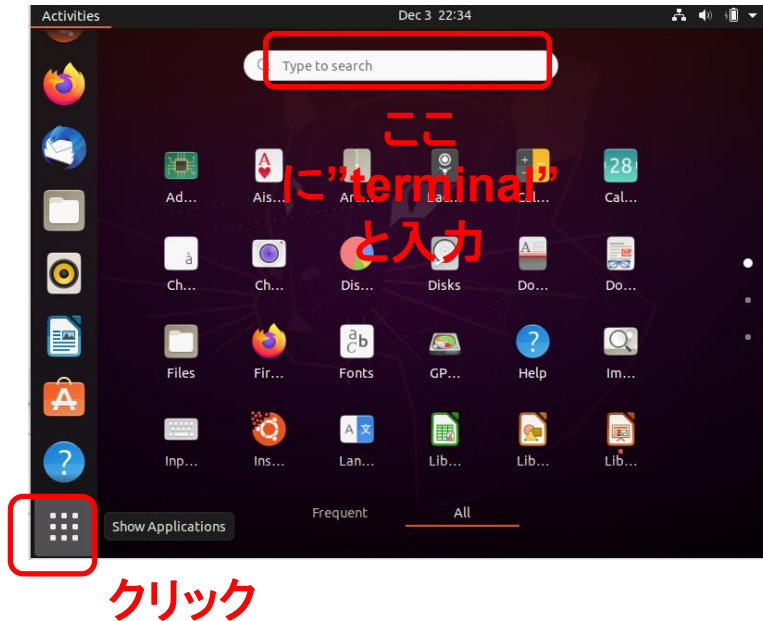 Activities
Dec 3 22:34
Type to search
ここ
に”terminal”
と入力
Ad...
Ais...
Cal...
Cal...
28
Ch...
Ch...
Dis...
Disks
Do...
Do...
Files
Fir...
Fonts
GP...
Help
Im...
Inp...
Ins...
Lan...
Lib...
Lib...
Lib...
Show Applications
Frequent
All
クリック